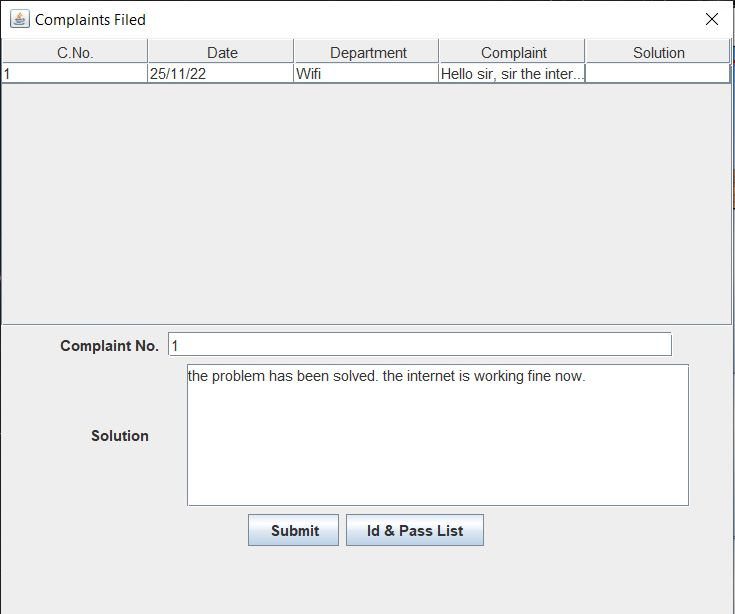 Complaints Filed
C.No. Date Department Complaint Solution
1 25/11/22 Wifi Hello sir, sir the inter...
Complaint No. 1
the problem has been solved. the internet is working fine now.
Solution
Submit Id & Pass List